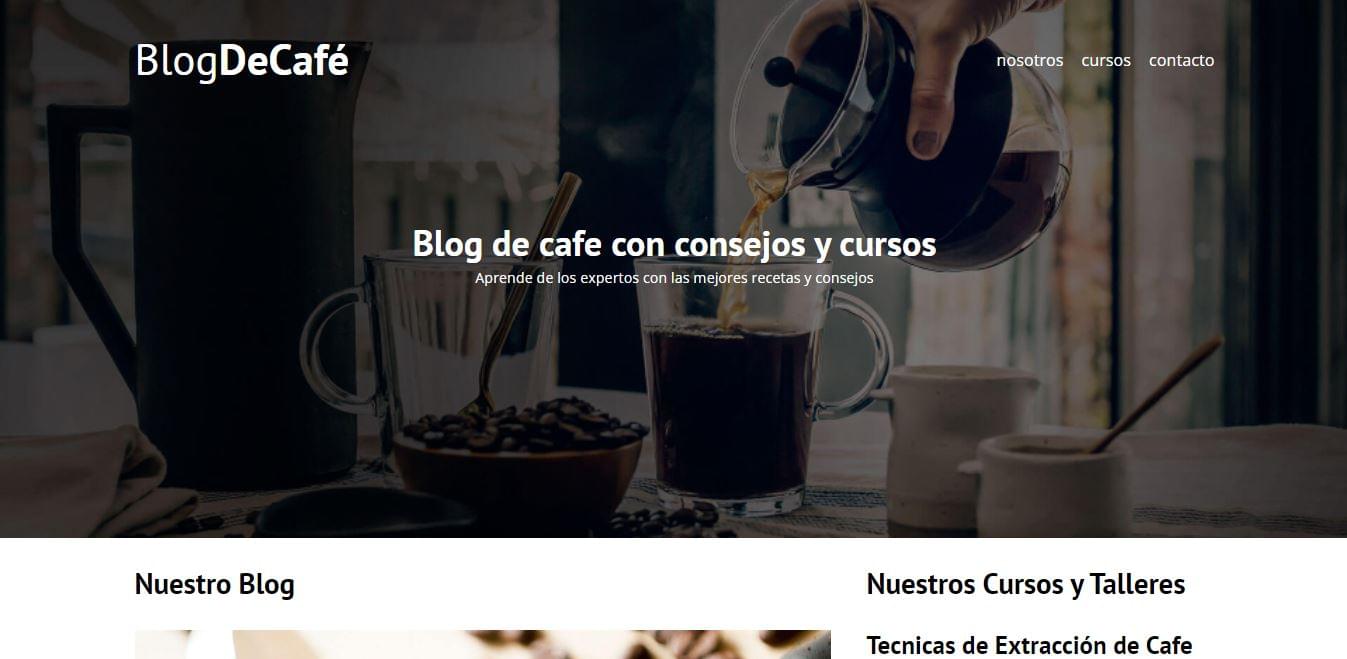 BlogDeCafé
nosotros cursos contacto
Blog de cafe con consejos y cursos
Aprende de los expertos con las mejores recetas y consejos
Nuestro Blog
Nuestros Cursos y Talleres
Tecnicas de Extracción de Cafe